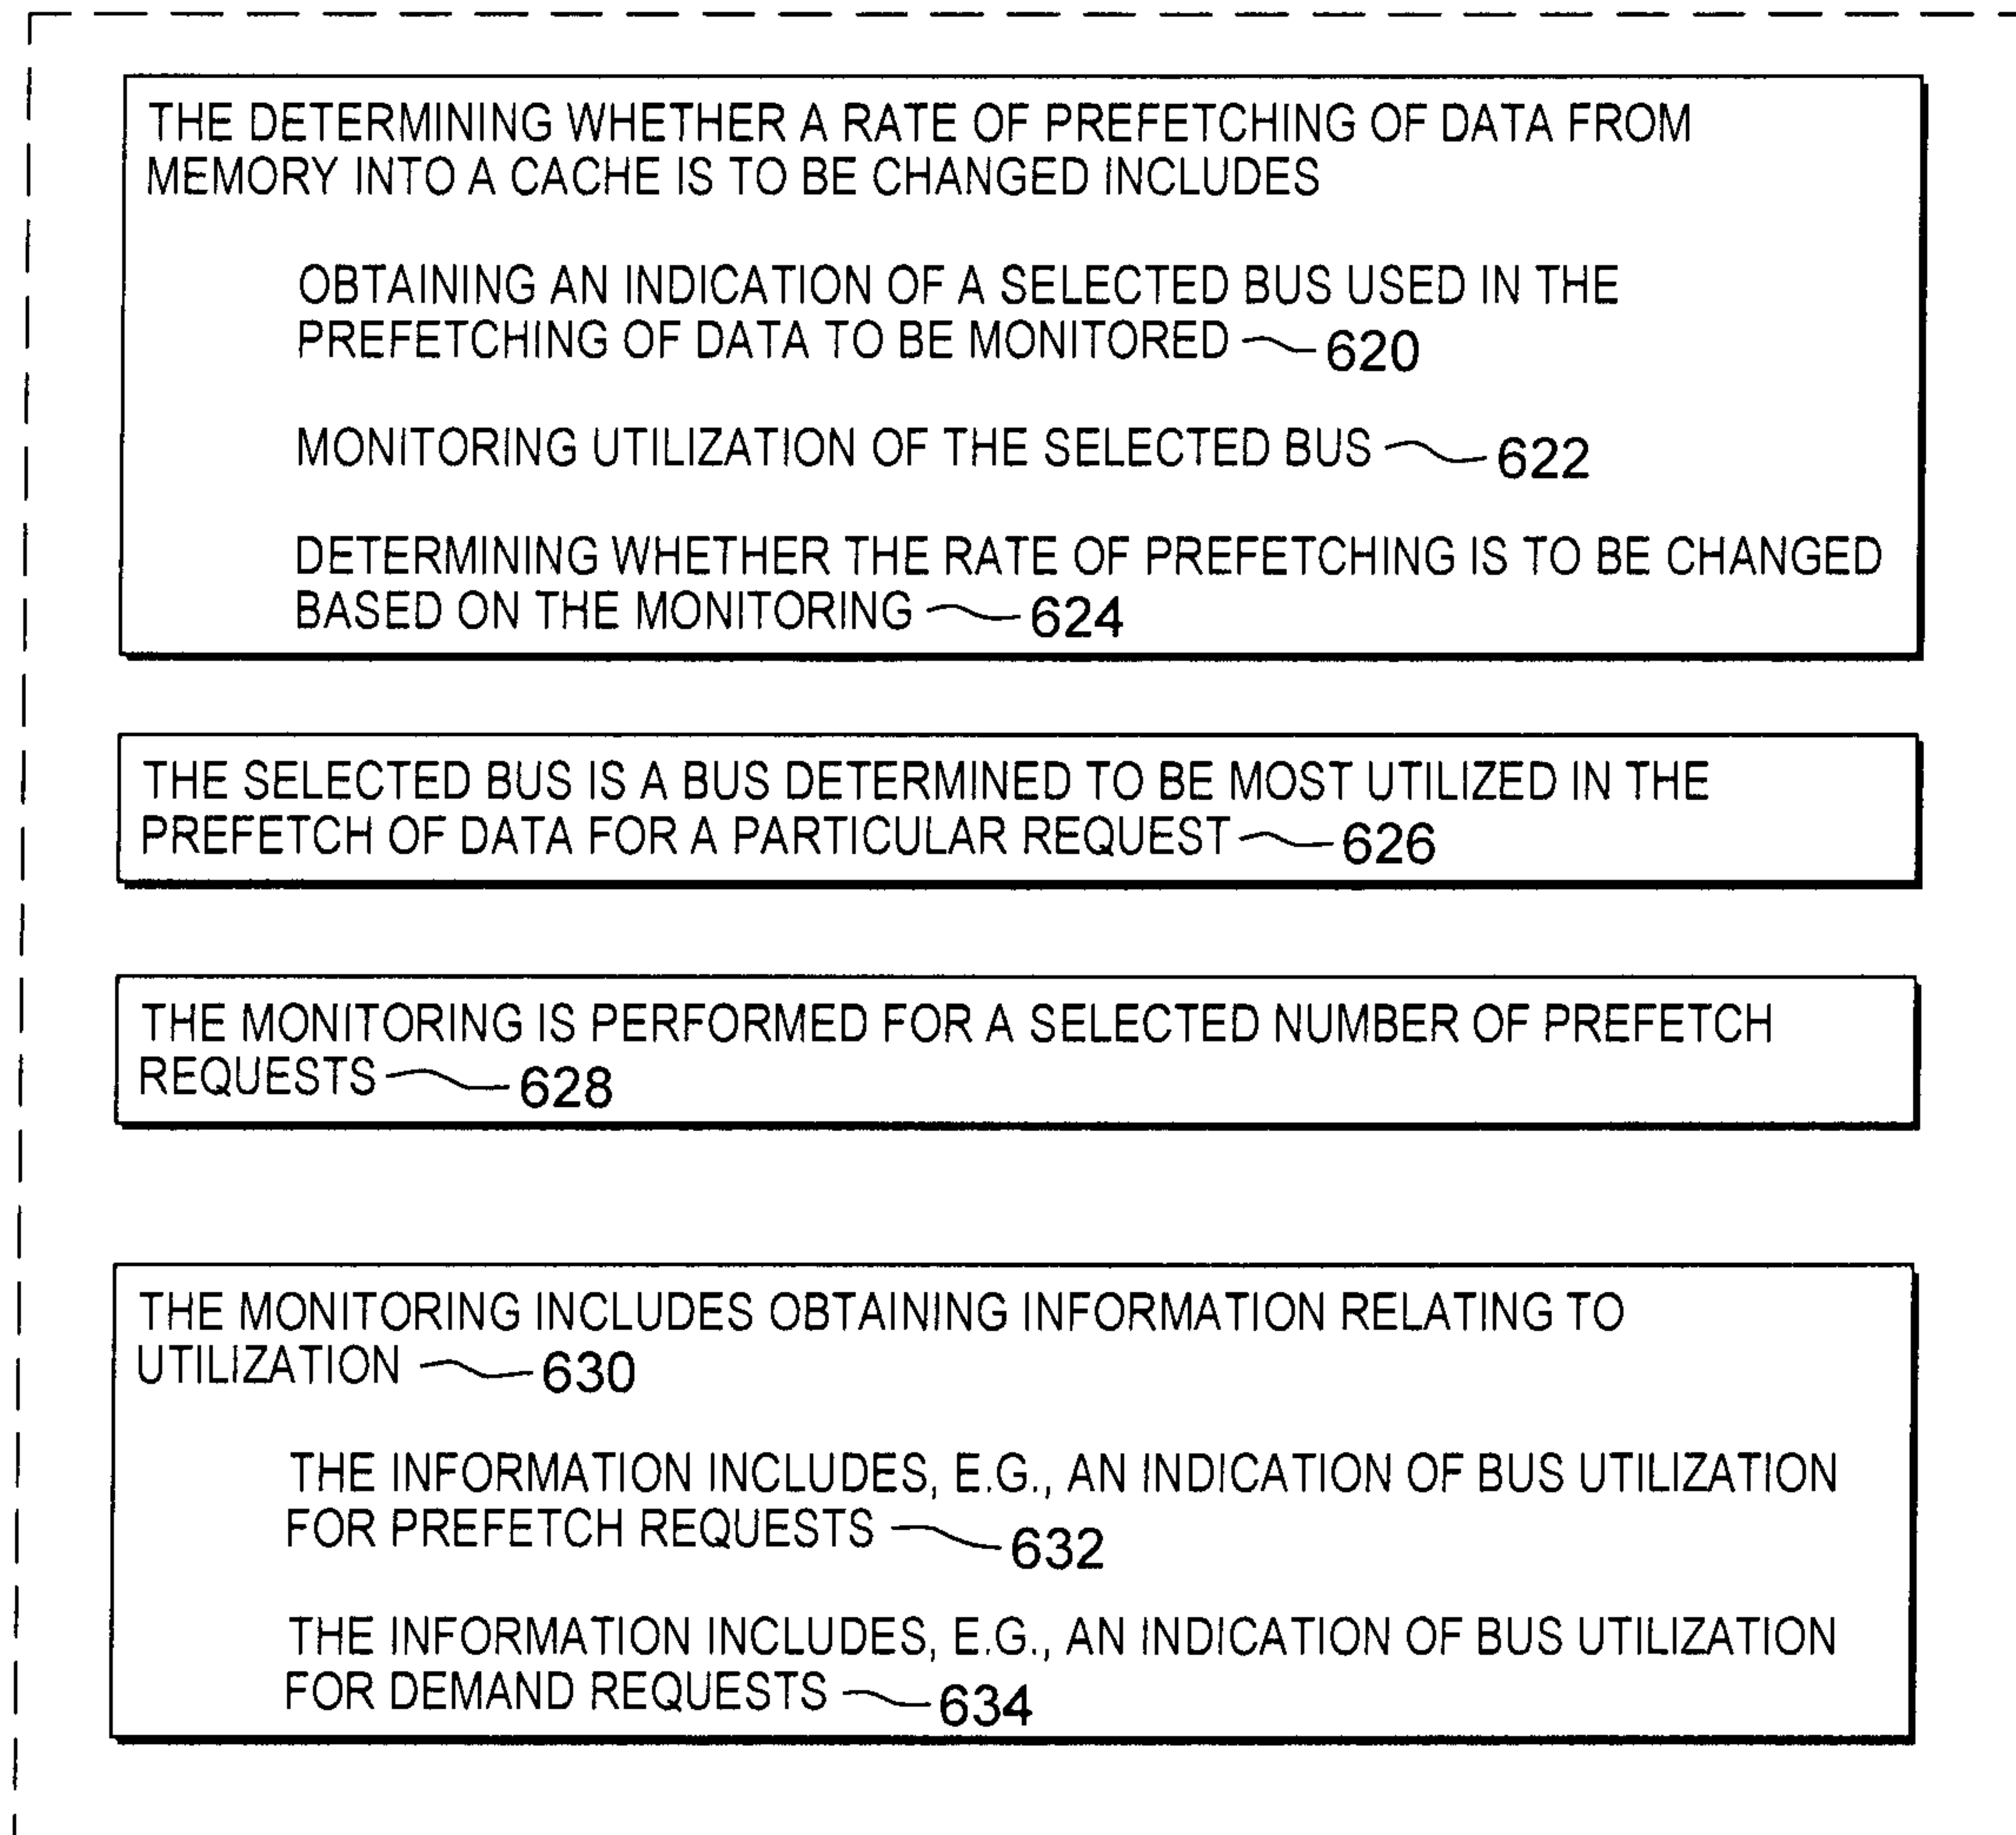 THE DETERMINING WHETHER A RATE OF PREFETCHING OF DATA FROM
MEMORY INTO A CACHE IS TO BE CHANGED INCLUDES
OBTAINING AN INDICATION OF A SELECTED BUS USED IN THE
PREFETCHING OF DATA TO BE MONITORED 620
MONITORING UTILIZATION OF THE SELECTED BUS 622
DETERMINING WHETHER THE RATE OF PREFETCHING IS TO BE CHANGED
BASED ON THE MONITORING 624
THE SELECTED BUS IS A BUS DETERMINED TO BE MOST UTILIZED IN THE
PREFETCH OF DATA FOR A PARTICULAR REQUEST 626
THE MONITORING IS PERFORMED FOR A SELECTED NUMBER OF PREFETCH
REQUESTS 628
THE MONITORING INCLUDES OBTAINING INFORMATION RELATING TO
UTILIZATION 630
THE INFORMATION INCLUDES, E.G., AN INDICATION OF BUS UTILIZATION
FOR PREFETCH REQUESTS 632
THE INFORMATION INCLUDES, E.G., AN INDICATION OF BUS UTILIZATION
FOR DEMAND REQUESTS 634